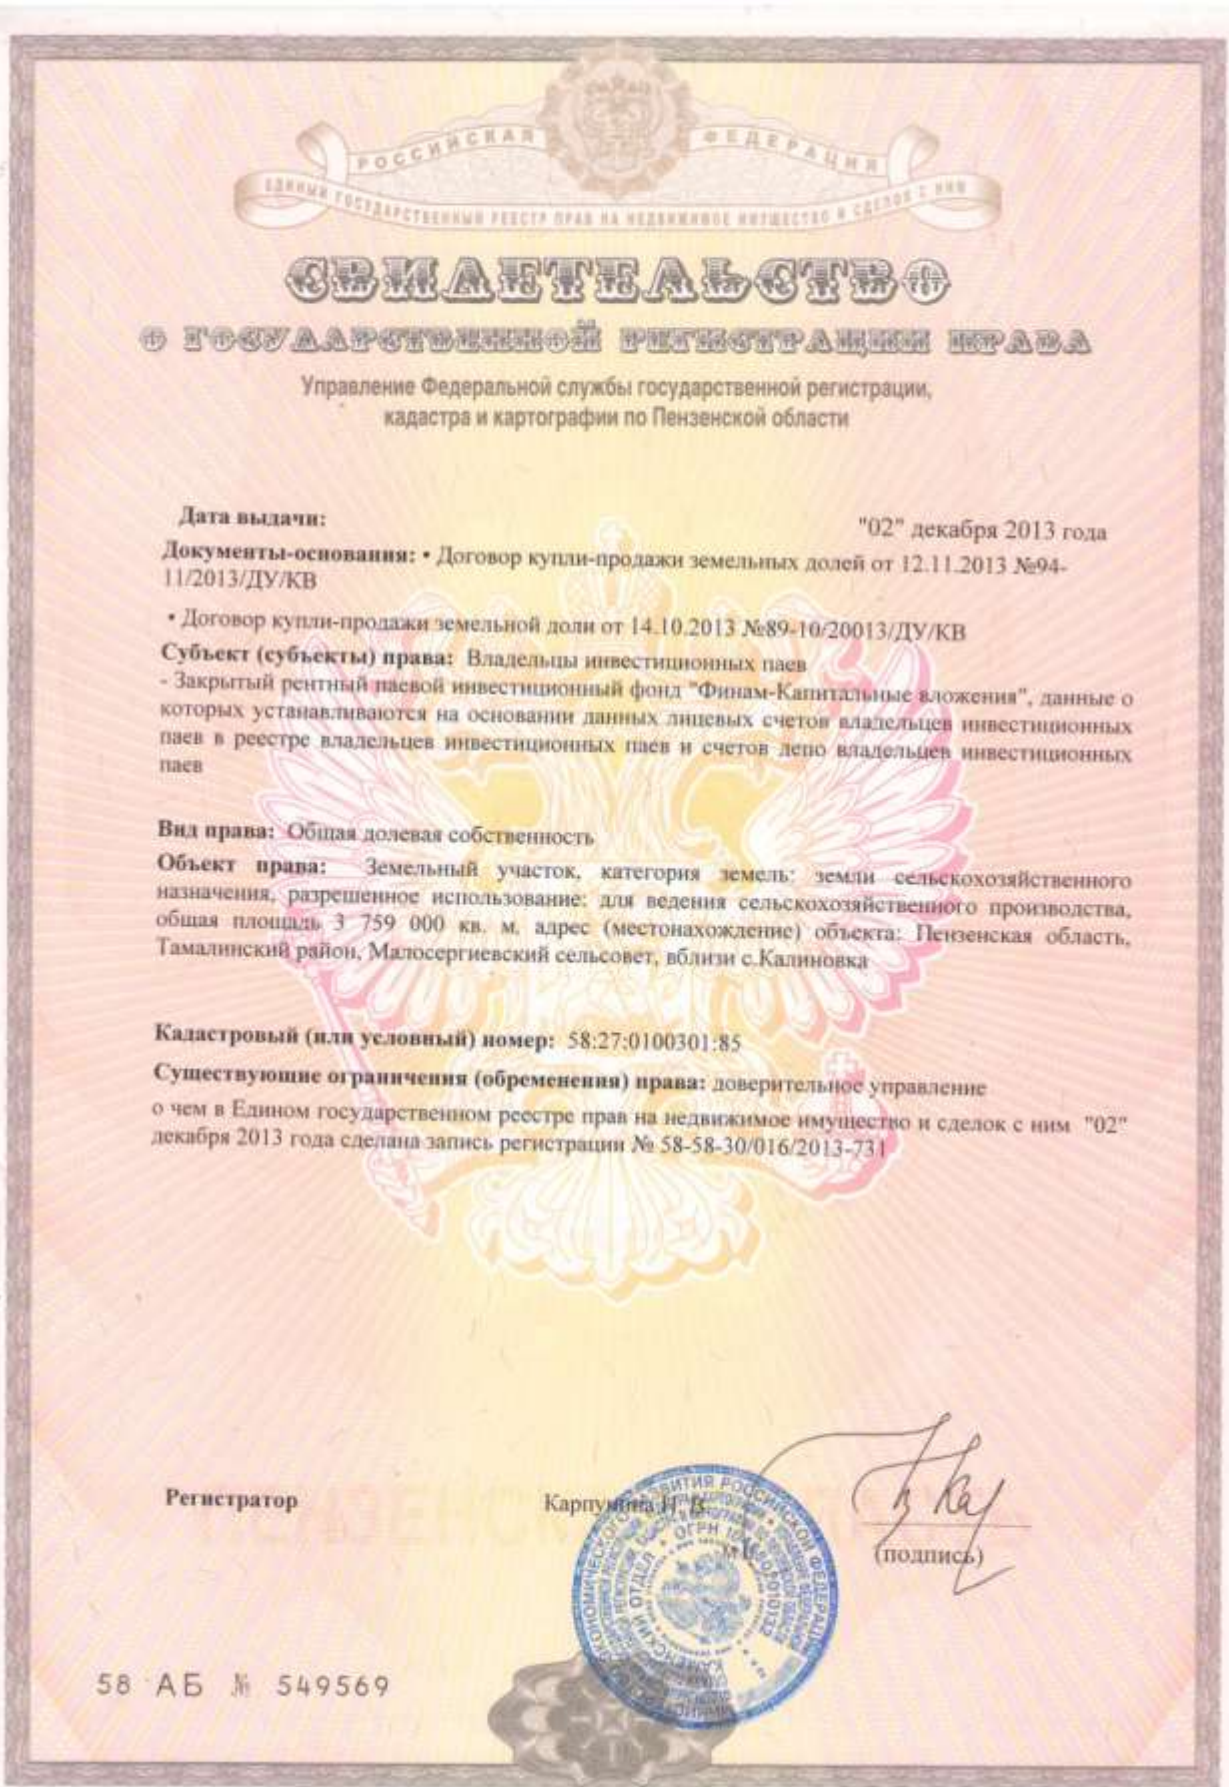 РОССИЙСКАЯ ФЕДЕРАЦИЯ
ЕДИНЫЙ ГОСУДАРСТВЕННЫЙ РЕЕСТР ПРАВ НА НЕДВИЖИМОЕ ИМУЩЕСТВО И СДЕЛОК С НИМ
СВИДЕТЕЛЬСТВО
О ГОСУДАРСТВЕННОЙ РЕГИСТРАЦИИ ПРАВА
Управление Федеральной службы государственной регистрации,
кадастра и картографии по Пензенской области
Дата выдачи: "02" декабря 2013 года
Документы-основания: • Договор купли-продажи земельных долей от 12.11.2013 №94-
11/2013/ДУ/КВ
• Договор купли-продажи земельной доли от 14.10.2013 №89-10/20013/ДУ/КВ
Субъект (субъекты) права: Владельцы инвестиционных паев
- Закрытый рентный паевой инвестиционный фонд "Финам-Капитальные вложения", данные о
которых устанавливаются на основании данных лицевых счетов владельцев инвестиционных
паев в реестре владельцев инвестиционных паев и счетов депо владельцев инвестиционных
паев
Вид права: Общая долевая собственность
Объект права: Земельный участок, категория земель: земли сельскохозяйственного
назначения, разрешенное использование: для ведения сельскохозяйственного производства,
общая площадь 3 759 000 кв. м, адрес (местонахождение) объекта: Пензенская область,
Тамалинский район, Малосергиевский сельсовет, вблизи с.Калиновка
Кадастровый (или условный) номер: 58:27:0100301:85
Существующие ограничения (обременения) права: доверительное управление
о чем в Едином государственном реестре прав на недвижимое имущество и сделок с ним "02"
декабря 2013 года сделана запись регистрации № 58-58-30/016/2013-731
Регистратор Карпунина Н. В.
(подпись)
КАМЕНСКИЙ ОТДЕЛ
58 АБ № 549569